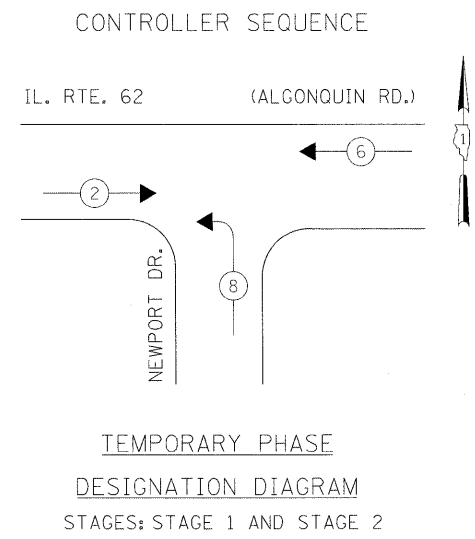 CONTROLLER SEQUENCE
IL. RTE. 62 (ALGONQUIN RD.)
1
6
2
8
NEWPORT DR.
TEMPORARY PHASE
DESIGNATION DIAGRAM
STAGES: STAGE 1 AND STAGE 2